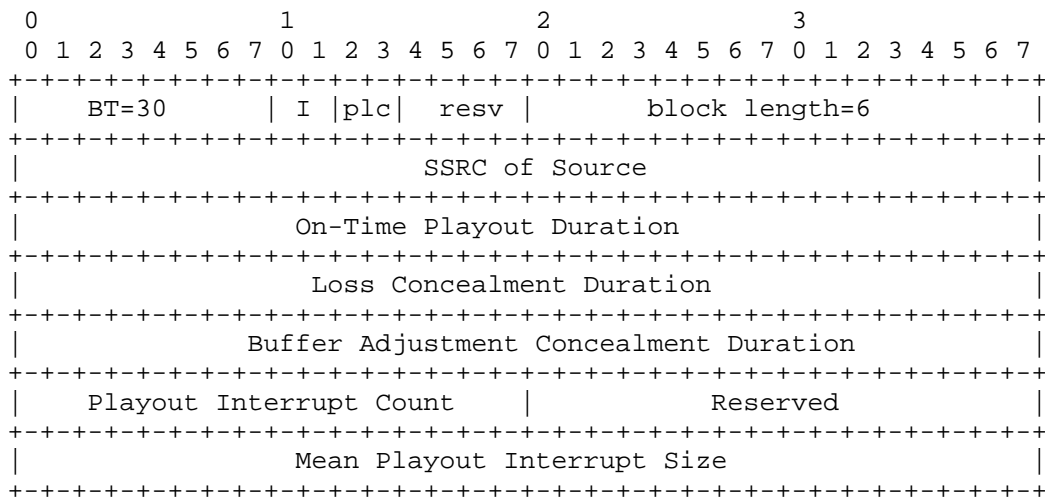 0                   1                   2                   3
 0 1 2 3 4 5 6 7 0 1 2 3 4 5 6 7 0 1 2 3 4 5 6 7 0 1 2 3 4 5 6 7
+-+-+-+-+-+-+-+-+-+-+-+-+-+-+-+-+-+-+-+-+-+-+-+-+-+-+-+-+-+-+-+-+
|    BT=30      | I |plc|  resv |       block length=6          |
+-+-+-+-+-+-+-+-+-+-+-+-+-+-+-+-+-+-+-+-+-+-+-+-+-+-+-+-+-+-+-+-+
|                         SSRC of Source                        |
+-+-+-+-+-+-+-+-+-+-+-+-+-+-+-+-+-+-+-+-+-+-+-+-+-+-+-+-+-+-+-+-+
|                 On-Time Playout Duration                      |
+-+-+-+-+-+-+-+-+-+-+-+-+-+-+-+-+-+-+-+-+-+-+-+-+-+-+-+-+-+-+-+-+
|                  Loss Concealment Duration                    |
+-+-+-+-+-+-+-+-+-+-+-+-+-+-+-+-+-+-+-+-+-+-+-+-+-+-+-+-+-+-+-+-+
|              Buffer Adjustment Concealment Duration           |
+-+-+-+-+-+-+-+-+-+-+-+-+-+-+-+-+-+-+-+-+-+-+-+-+-+-+-+-+-+-+-+-+
|    Playout Interrupt Count    |           Reserved            |
+-+-+-+-+-+-+-+-+-+-+-+-+-+-+-+-+-+-+-+-+-+-+-+-+-+-+-+-+-+-+-+-+
|                 Mean Playout Interrupt Size                   |
+-+-+-+-+-+-+-+-+-+-+-+-+-+-+-+-+-+-+-+-+-+-+-+-+-+-+-+-+-+-+-+-+